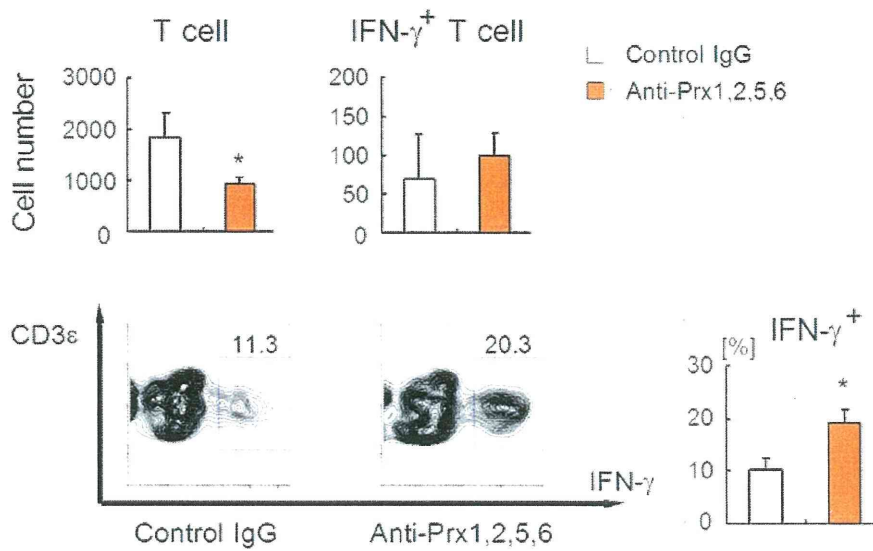 T cell
IFN-γ+ T cell
Control IgG
Anti-Prx1,2,5,6
Cell number
3000
2000
1000
0
*
200
150
100
50
0
CD3ε
11.3
20.3
IFN-γ
Control IgG
Anti-Prx1,2,5,6
IFN-γ+
[%]
30
20
10
0
*